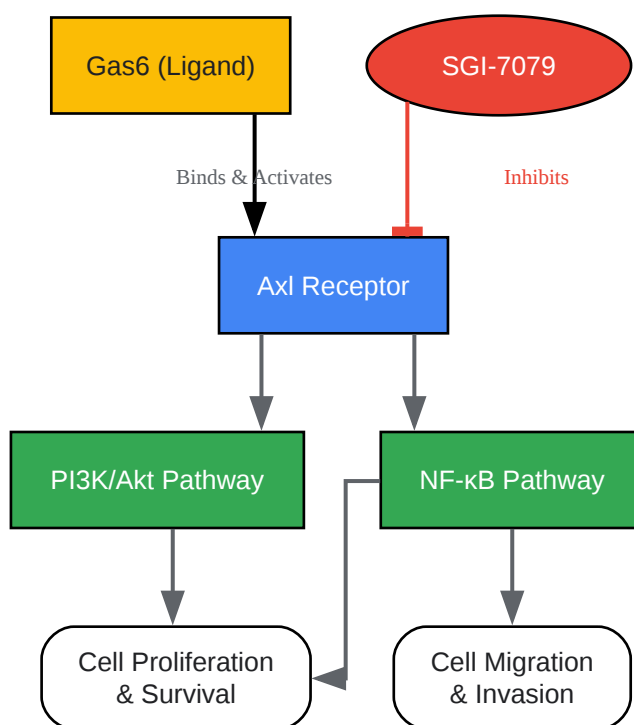 Gas6 (Ligand)
SGI-7079
Binds & Activates
Inhibits
Axl Receptor
PI3K/Akt Pathway
NF-κB Pathway
Cell Proliferation
& Survival
Cell Migration
& Invasion